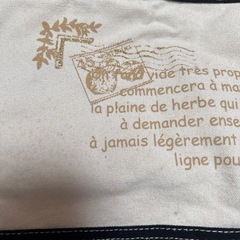 vide très prop
commencera à ma
la plaine de herbe qui
à demander ense
à jamais légèrement
ligne pou